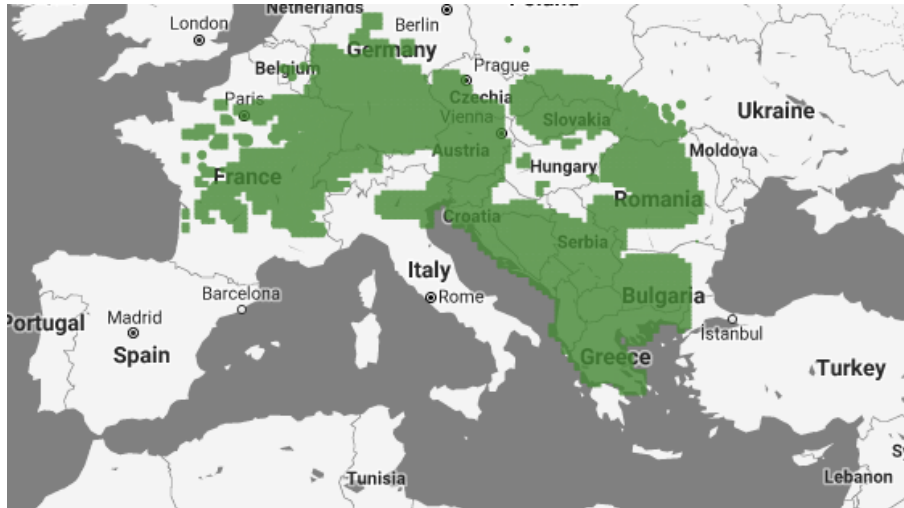 Netherlands
London
Berlin
Germany
Belgium
Prague
Paris
Czechia
Vienna
Slovakia
Ukraine
Austria
Moldova
Hungary
France
Romania
Croatia
Serbia
Italy
Barcelona
Rome
Bulgaria
Portugal
Madrid
Spain
İstanbul
Greece
Turkey
Tunisia
Lebanon